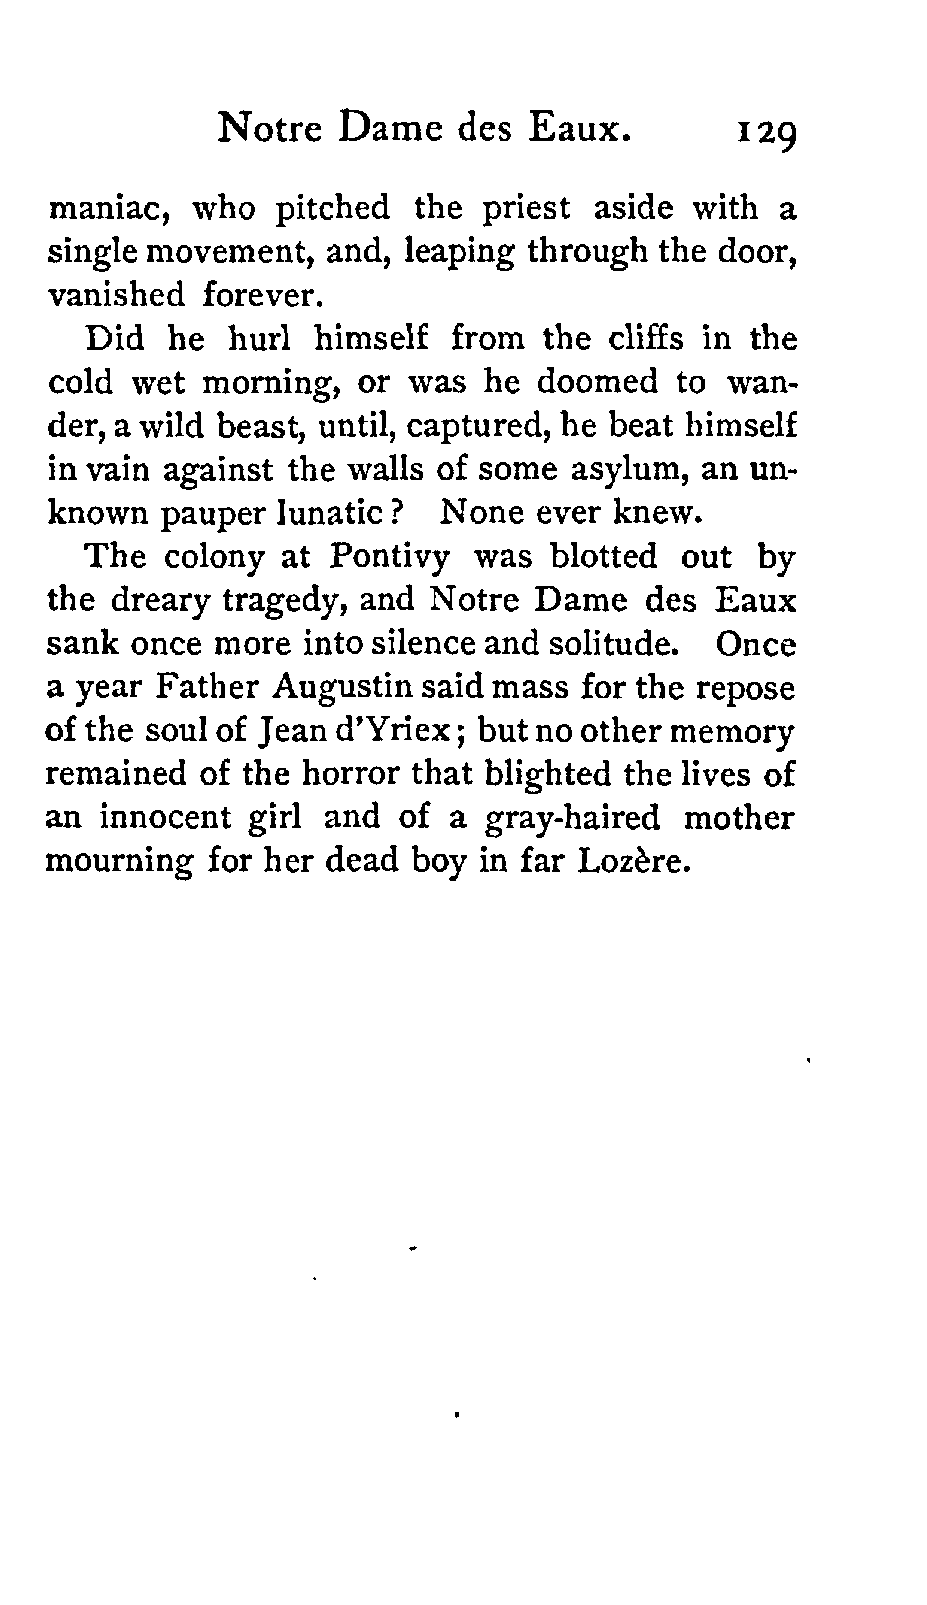 Notre Dame des Eaux. 129
maniac, who pitched the priest aside with a
single movement, and, leaping through the door,
vanished forever.
Did he hurl himself from the cliffs in the
cold wet morning, or was he doomed to wan-
der, a wild beast, until, captured, he beat himself
in vain against the walls of some asylum, an un-
known pauper lunatic? None ever knew.
The colony at Pontivy was blotted out by
the dreary tragedy, and Notre Dame des Eaux
sank once more into silence and solitude. Once
a year Father Augustin said mass for the repose
of the soul of Jean d'Yriex; but no other memory
remained of the horror that blighted the lives of
an innocent girl and of a gray-haired mother
mourning for her dead boy in far Lozère.